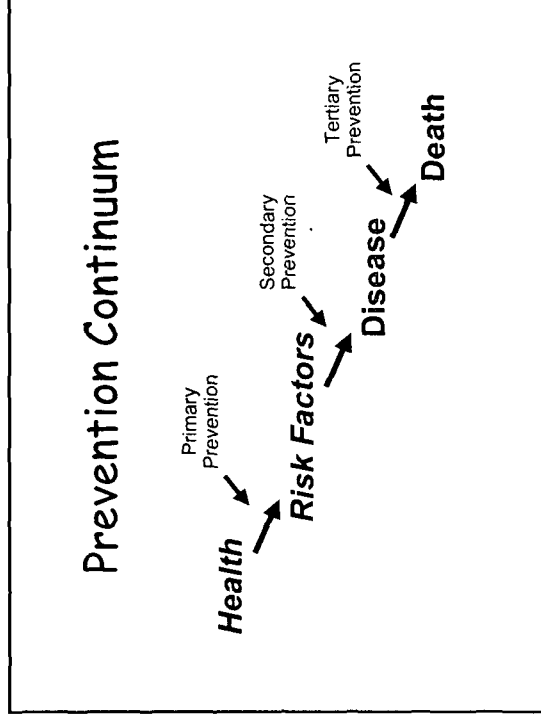 Prevention Continuum
Health
Primary
Prevention
Risk Factors
Secondary
Prevention
Disease
Tertiary
Prevention
Death